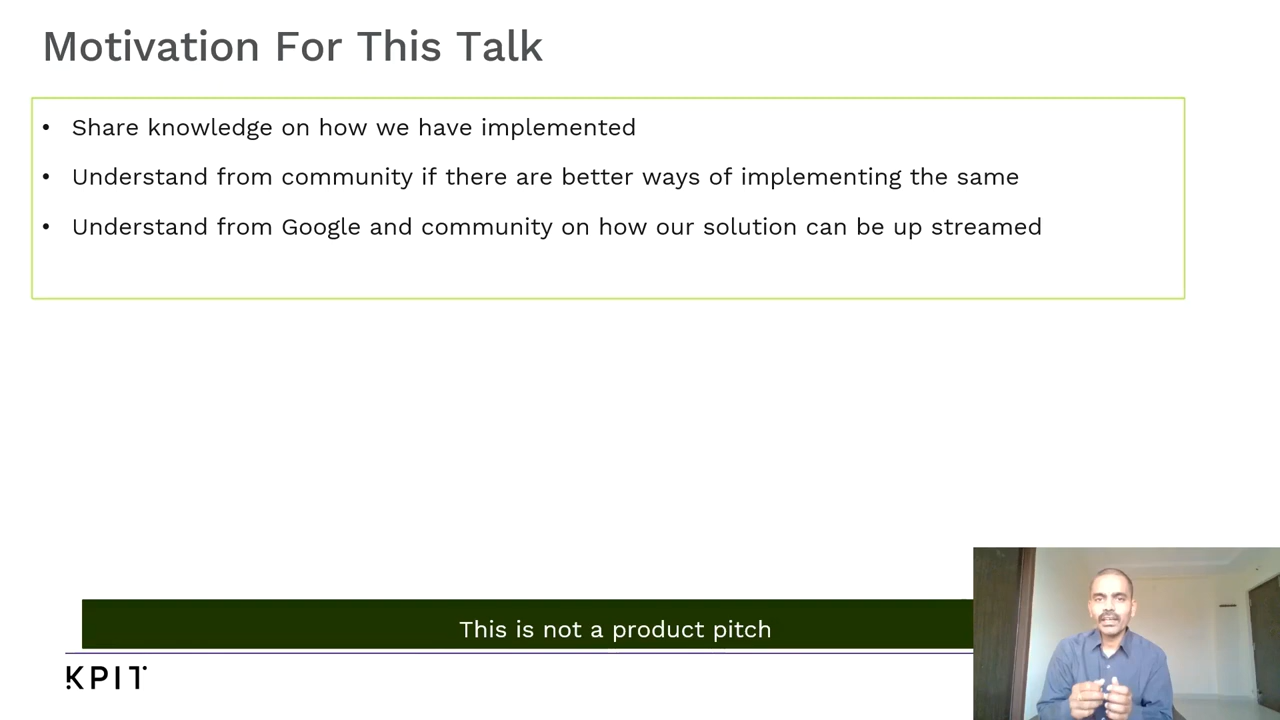 Motivation For This Talk
• Share knowledge on how we have implemented
• Understand from community if there are better ways of implementing the same
• Understand from Google and community on how our solution can be up streamed
This is not a product pitch
KPIT